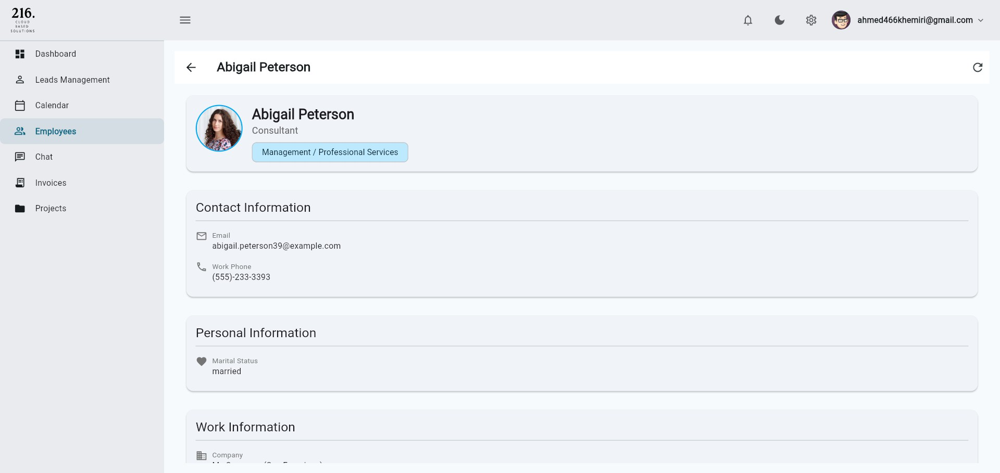 216.
CLOUD
BASED
SOLUTIONS
ahmed466khemiri@gmail.com
Dashboard
Leads Management
Calendar
Employees
Chat
Invoices
Projects
Abigail Peterson
Abigail Peterson
Consultant
Management / Professional Services
Contact Information
Email
abigail.peterson39@example.com
Work Phone
(555)-233-3393
Personal Information
Marital Status
married
Work Information
Company